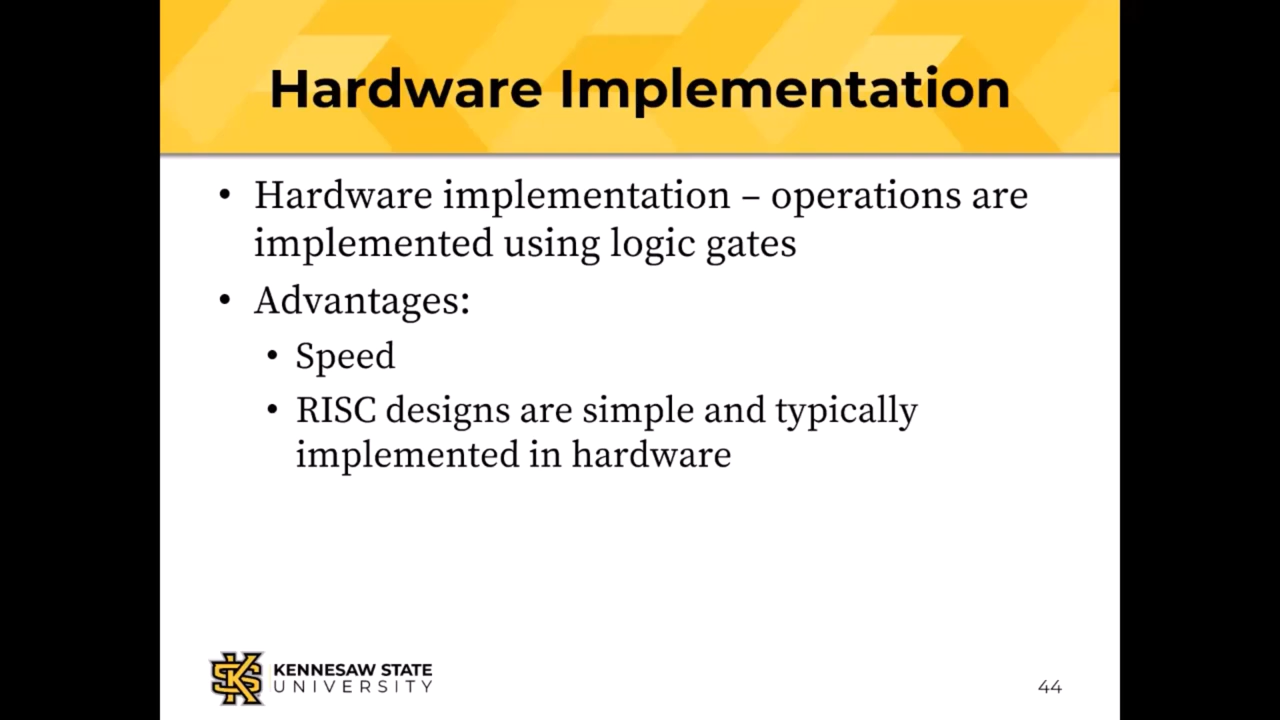 Hardware Implementation
• Hardware implementation – operations are
implemented using logic gates
• Advantages:
• Speed
• RISC designs are simple and typically
implemented in hardware
KENNESAW STATE
UNIVERSITY
44